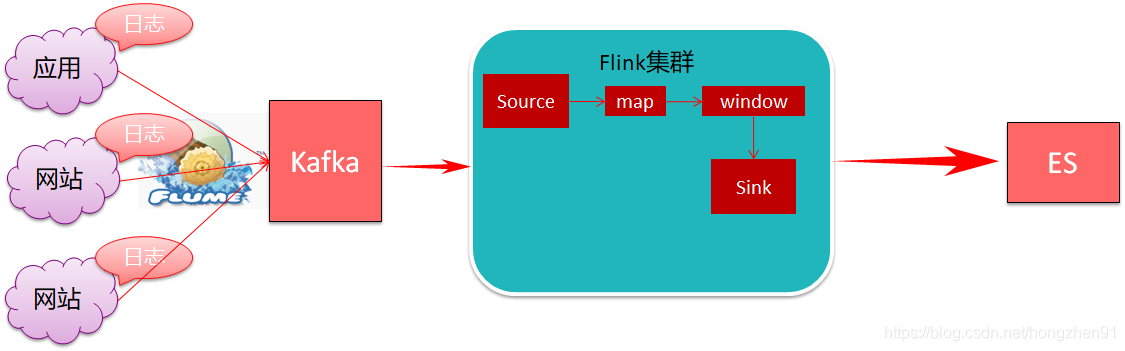 日志
应用
日志
网站
日志
网站
FLUME
Kafka
Flink集群
Source
map
window
Sink
ES
https://blog.csdn.net/hongzhen91